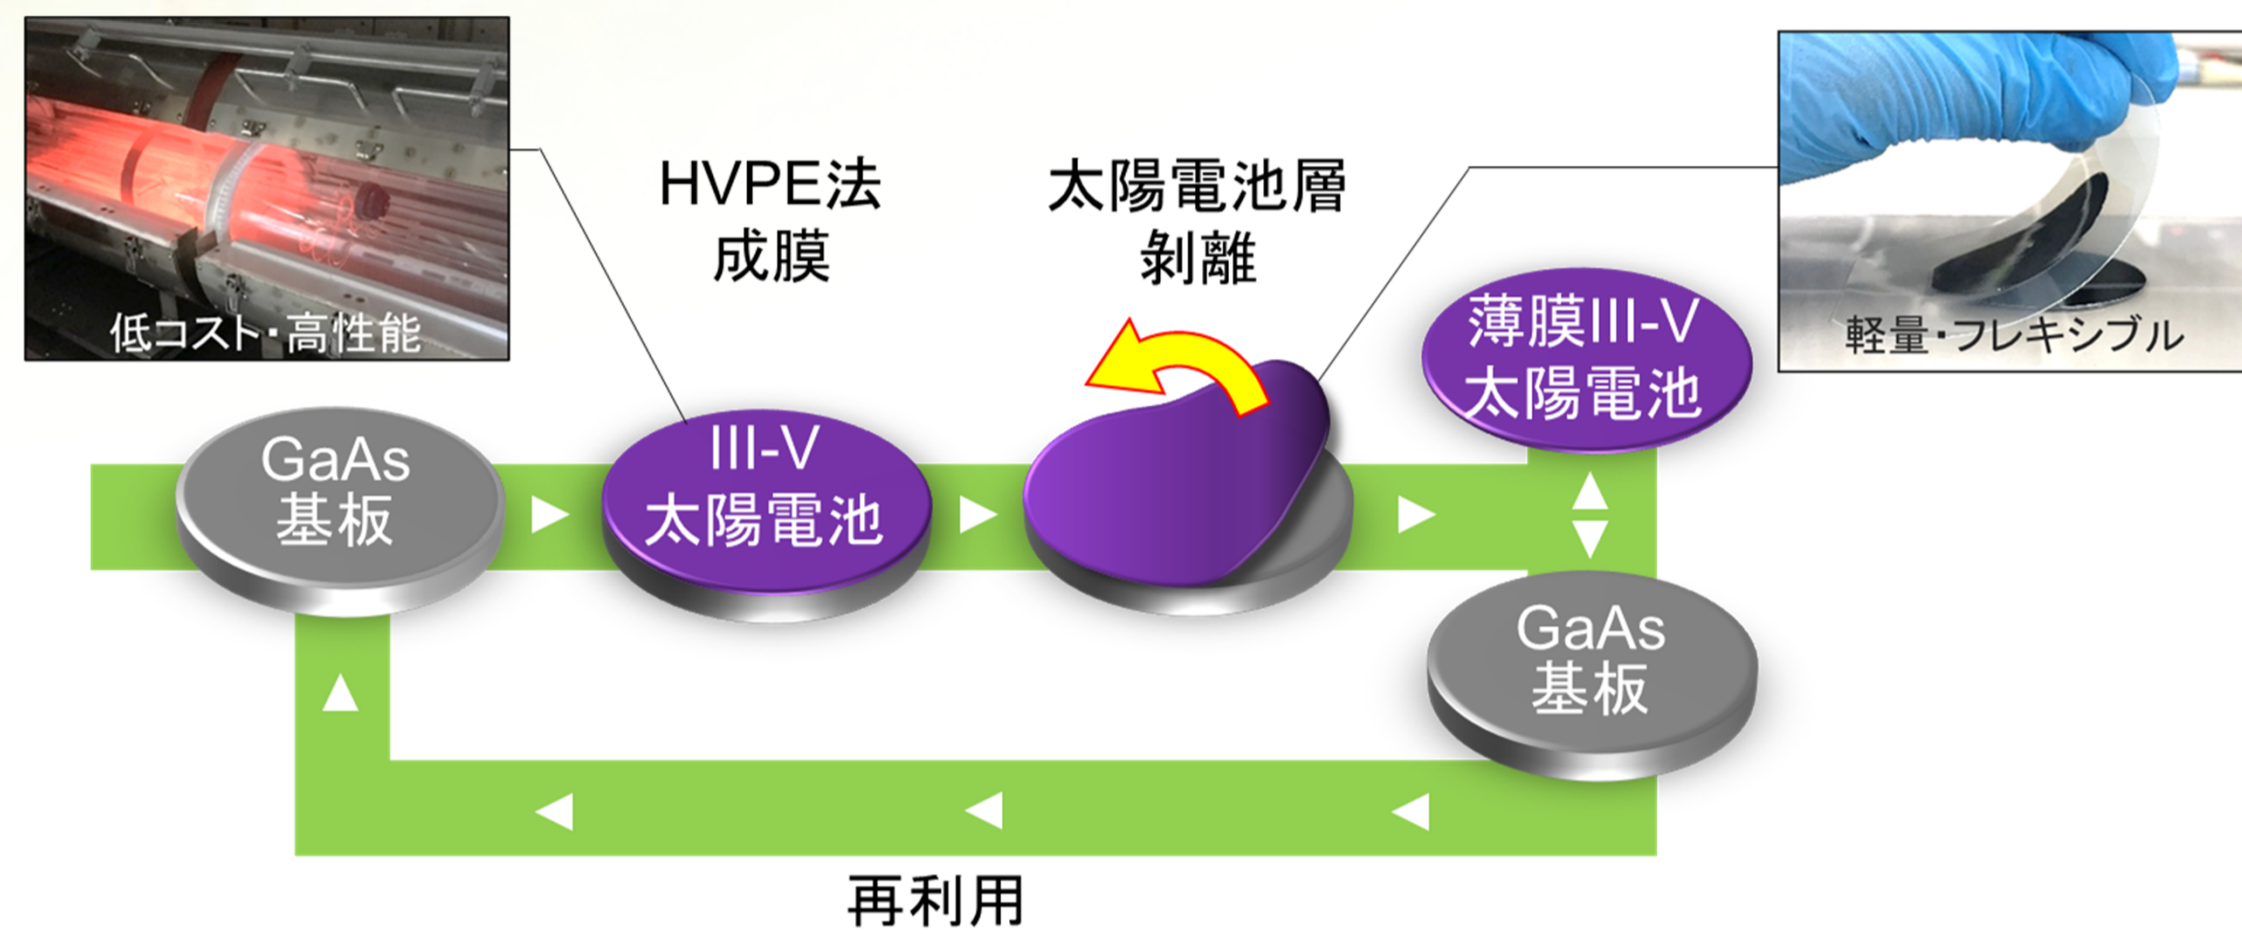 低コスト・高性能
HVPE法
成膜
太陽電池層
剝離
軽量・フレキシブル
GaAs
基板
III-V
太陽電池
薄膜III-V
太陽電池
GaAs
基板
再利用